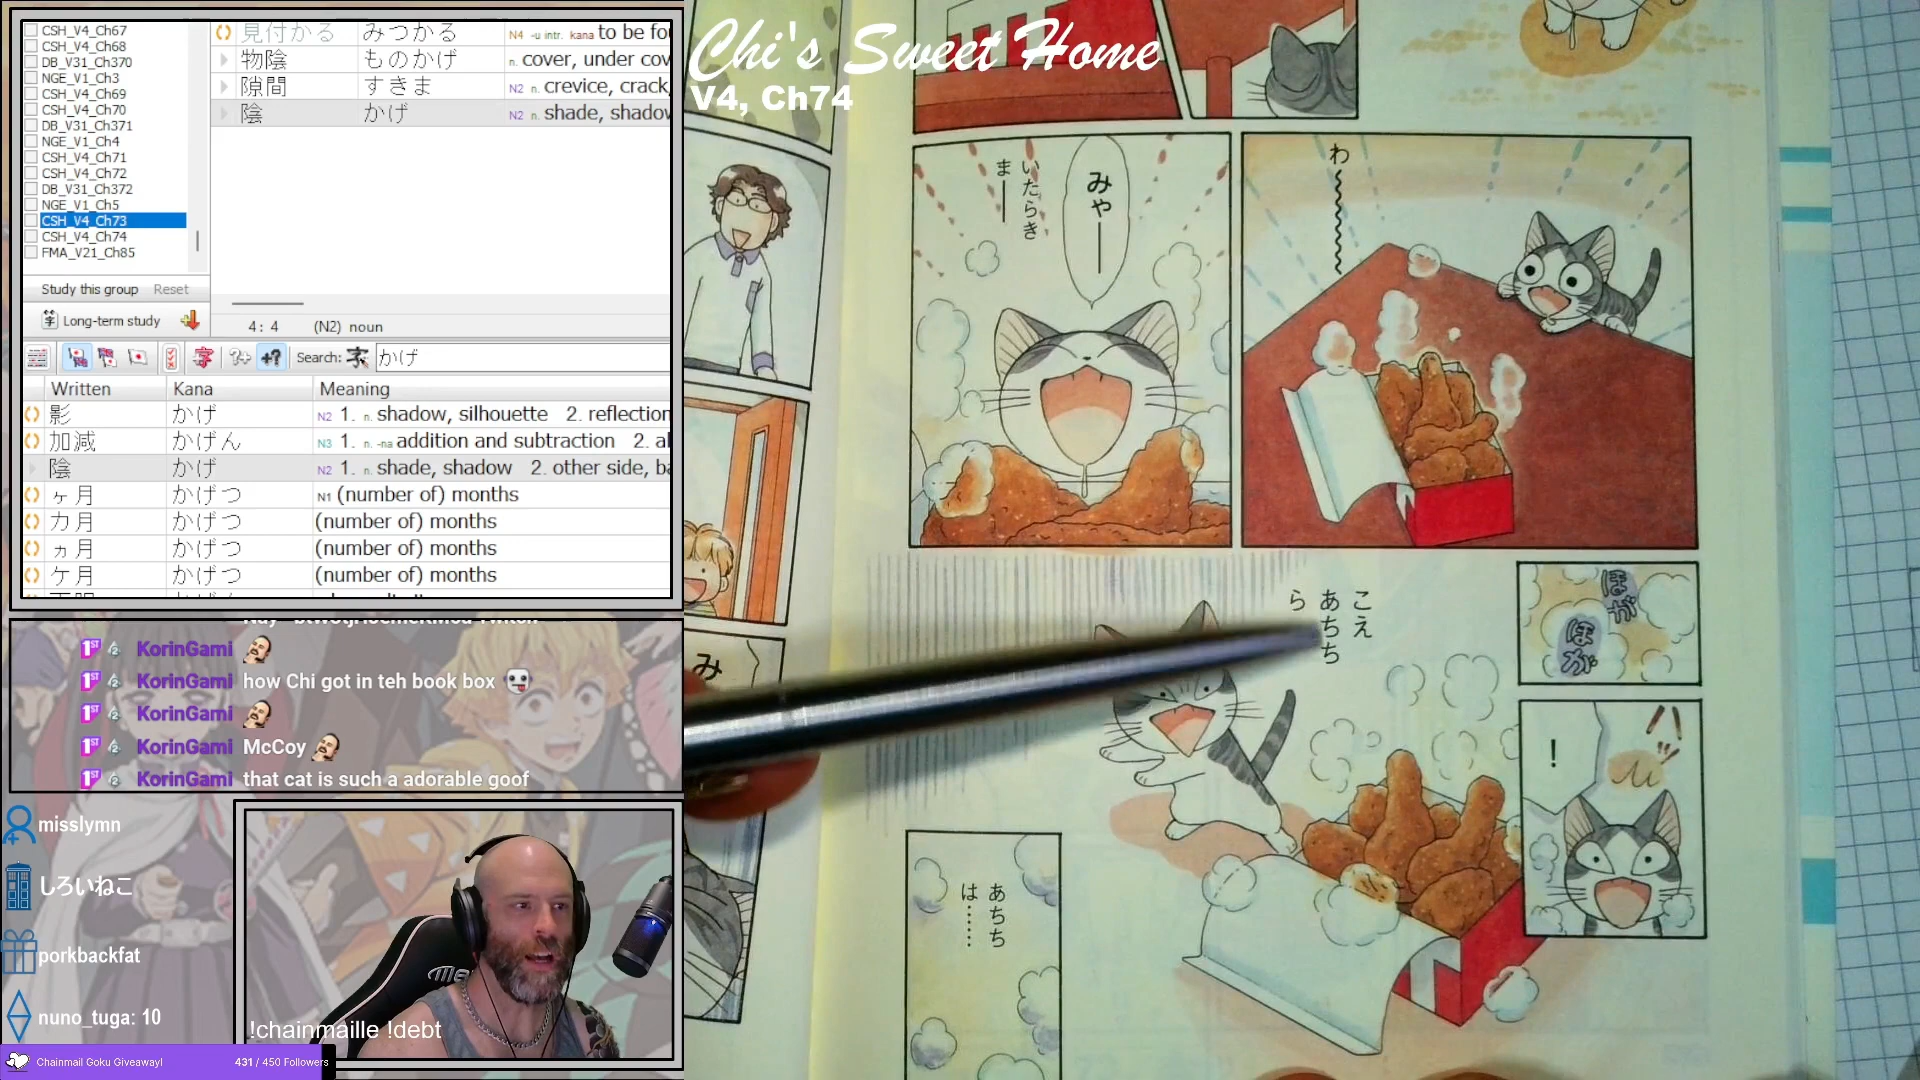 CSH_V4_Ch67
CSH_V4_Ch68
DB_V31_Ch370
NGE_V1_Ch3
CSH_V4_Ch69
CSH_V4_Ch70
DB_V31_Ch371
NGE_V1_Ch4
CSH_V4_Ch71
CSH_V4_Ch72
DB_V31_Ch372
NGE_V1_Ch5
CSH_V4_Ch73
CSH_V4_Ch74
FMA_V21_Ch85
Study this group Reset
Long-term study
見付かる みつかる N4 -u intr. kana to be fo
物陰 ものかげ n. cover, under cov
隙間 すきま N2 n. crevice, crack,
陰 かげ N2 n. shade, shadow
4: 4 (N2) noun
Search: かげ
Written Kana Meaning
影 かげ N2 1. n. shadow, silhouette 2. reflection
加減 かげん N3 1. n. -na addition and subtraction 2. al
陰 かげ N2 1. n. shade, shadow 2. other side, ba
ヶ月 かげつ N1 (number of) months
カ月 かげつ (number of) months
ヵ月 かげつ (number of) months
ケ月 かげつ (number of) months
KorinGami
KorinGami how Chi got in teh book box
KorinGami
KorinGami McCoy
KorinGami that cat is such a adorable goof
misslymn
しろいねこ
porkbackfat
nuno_tuga: 10
!chainmaille !debt
Chainmail Goku Giveaway! 431 / 450 Followers
Chi's Sweet Home
V4, Ch74
わ
みゃー
いたらき
まー
ほが
ほが
!
こえ
あちち
ら
あちち
は……
み